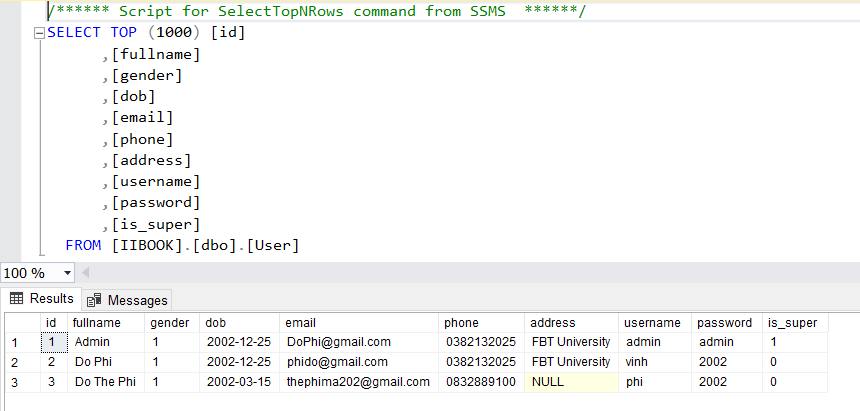 /****** Script for SelectTopNRows command from SSMS  ******/
SELECT TOP (1000) [id]
,[fullname]
,[gender]
,[dob]
,[email]
,[phone]
,[address]
,[username]
,[password]
,[is_super]
FROM [IIBOOK].[dbo].[User]
100 %
Results Messages
id fullname gender dob email phone address username password is_super
1 1 Admin 1 2002-12-25 DoPhi@gmail.com 0382132025 FBT University admin admin 1
2 2 Do Phi 1 2002-12-25 phido@gmail.com 0382132025 FBT University vinh 2002 0
3 3 Do The Phi 1 2002-03-15 thephima202@gmail.com 0832889100 NULL phi 2002 0